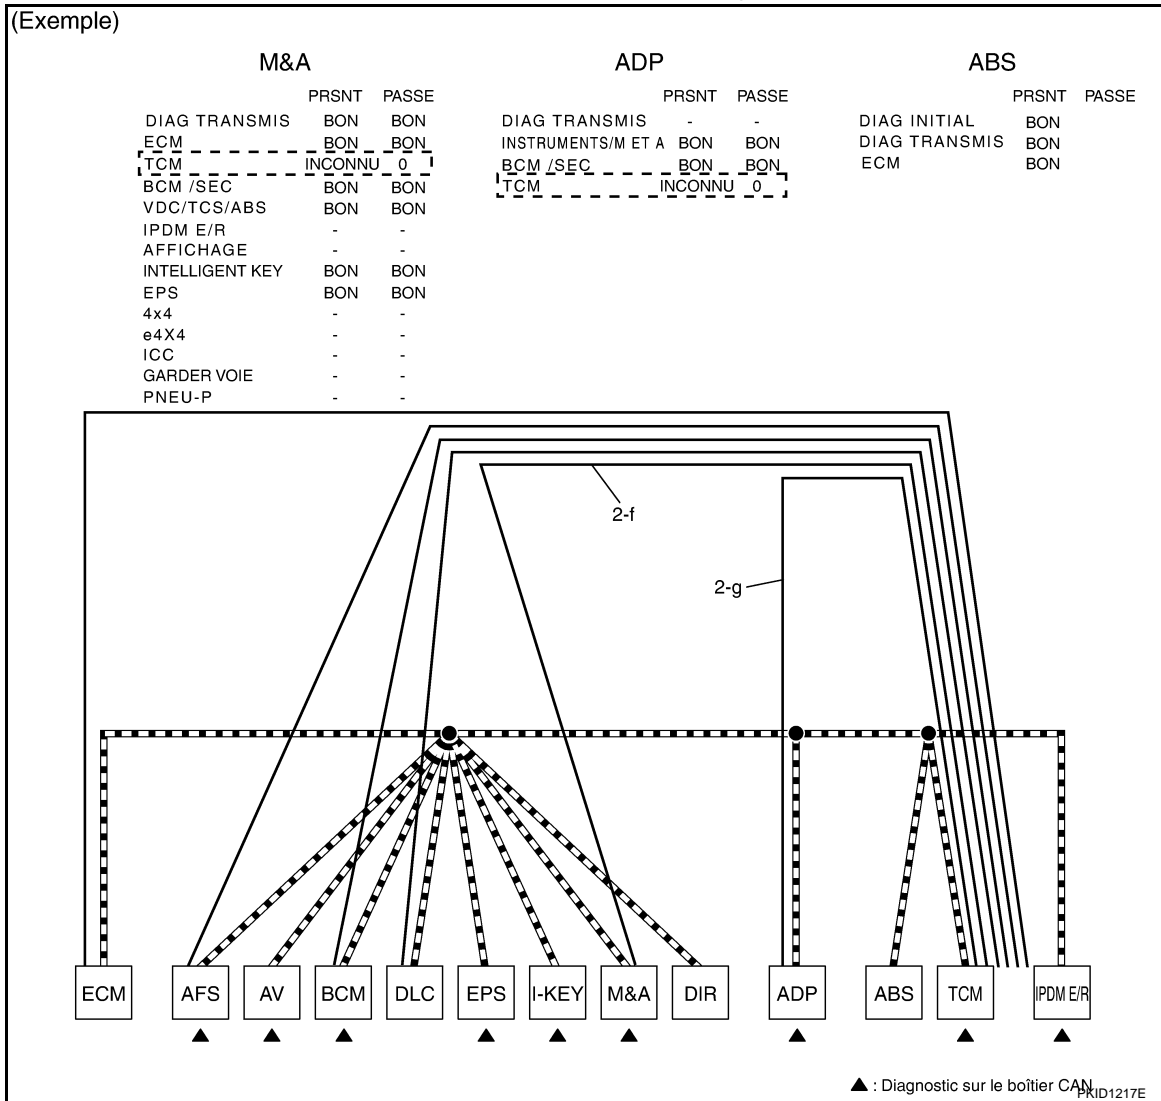 (Exemple)
M&A ADP ABS
PRSNT PASSE PRSNT PASSE PRSNT PASSE
DIAG TRANSMIS BON BON DIAG TRANSMIS - - DIAG INITIAL BON
ECM BON BON INSTRUMENTS/M ET A BON BON DIAG TRANSMIS BON
TCM INCONNU 0 BCM /SEC BON BON ECM BON
BCM /SEC BON BON TCM INCONNU 0
VDC/TCS/ABS BON BON
IPDM E/R - -
AFFICHAGE - -
INTELLIGENT KEY BON BON
EPS BON BON
4x4 - -
e4X4 - -
ICC - -
GARDER VOIE - -
PNEU-P - -
2-f
2-g
ECM AFS AV BCM DLC EPS I-KEY M&A DIR ADP ABS TCM IPDM E/R
▲ : Diagnostic sur le boîtier CAN
PKID1217E